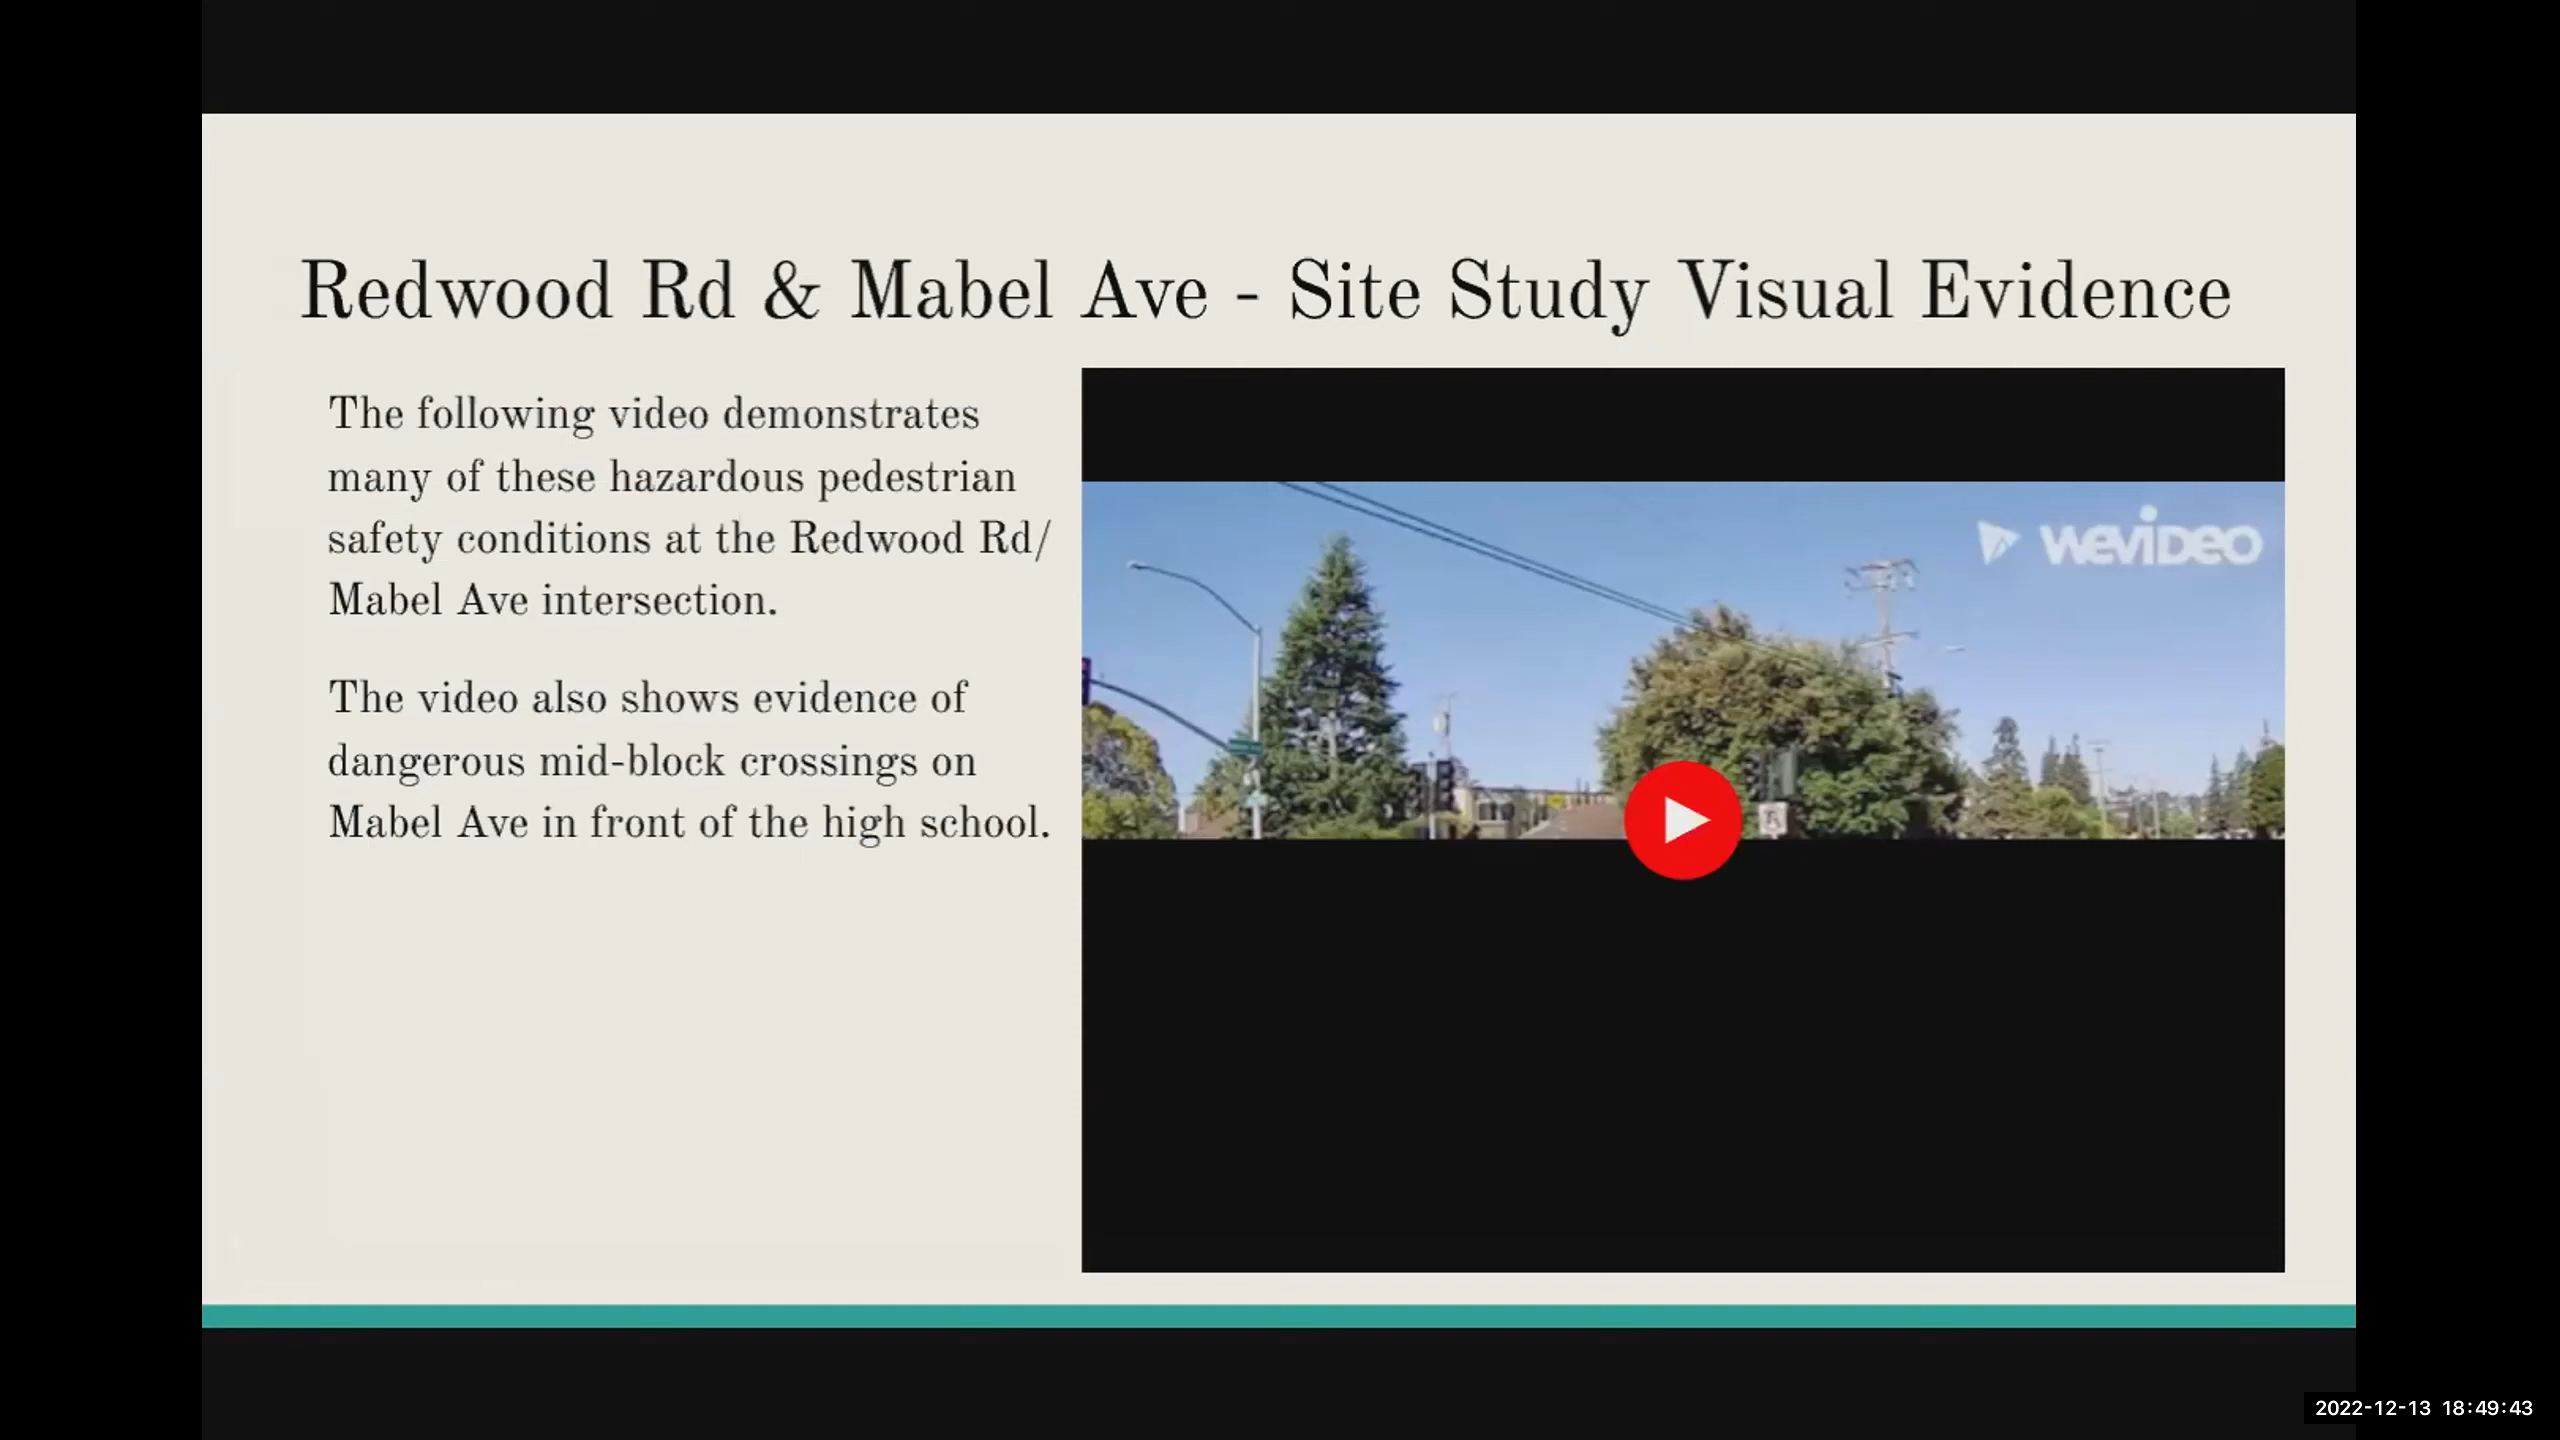 Redwood Rd & Mabel Ave - Site Study Visual Evidence
The following video demonstrates
many of these hazardous pedestrian
safety conditions at the Redwood Rd/
Mabel Ave intersection.
The video also shows evidence of
dangerous mid-block crossings on
Mabel Ave in front of the high school.
WeVideo
2022-12-13 18:49:43